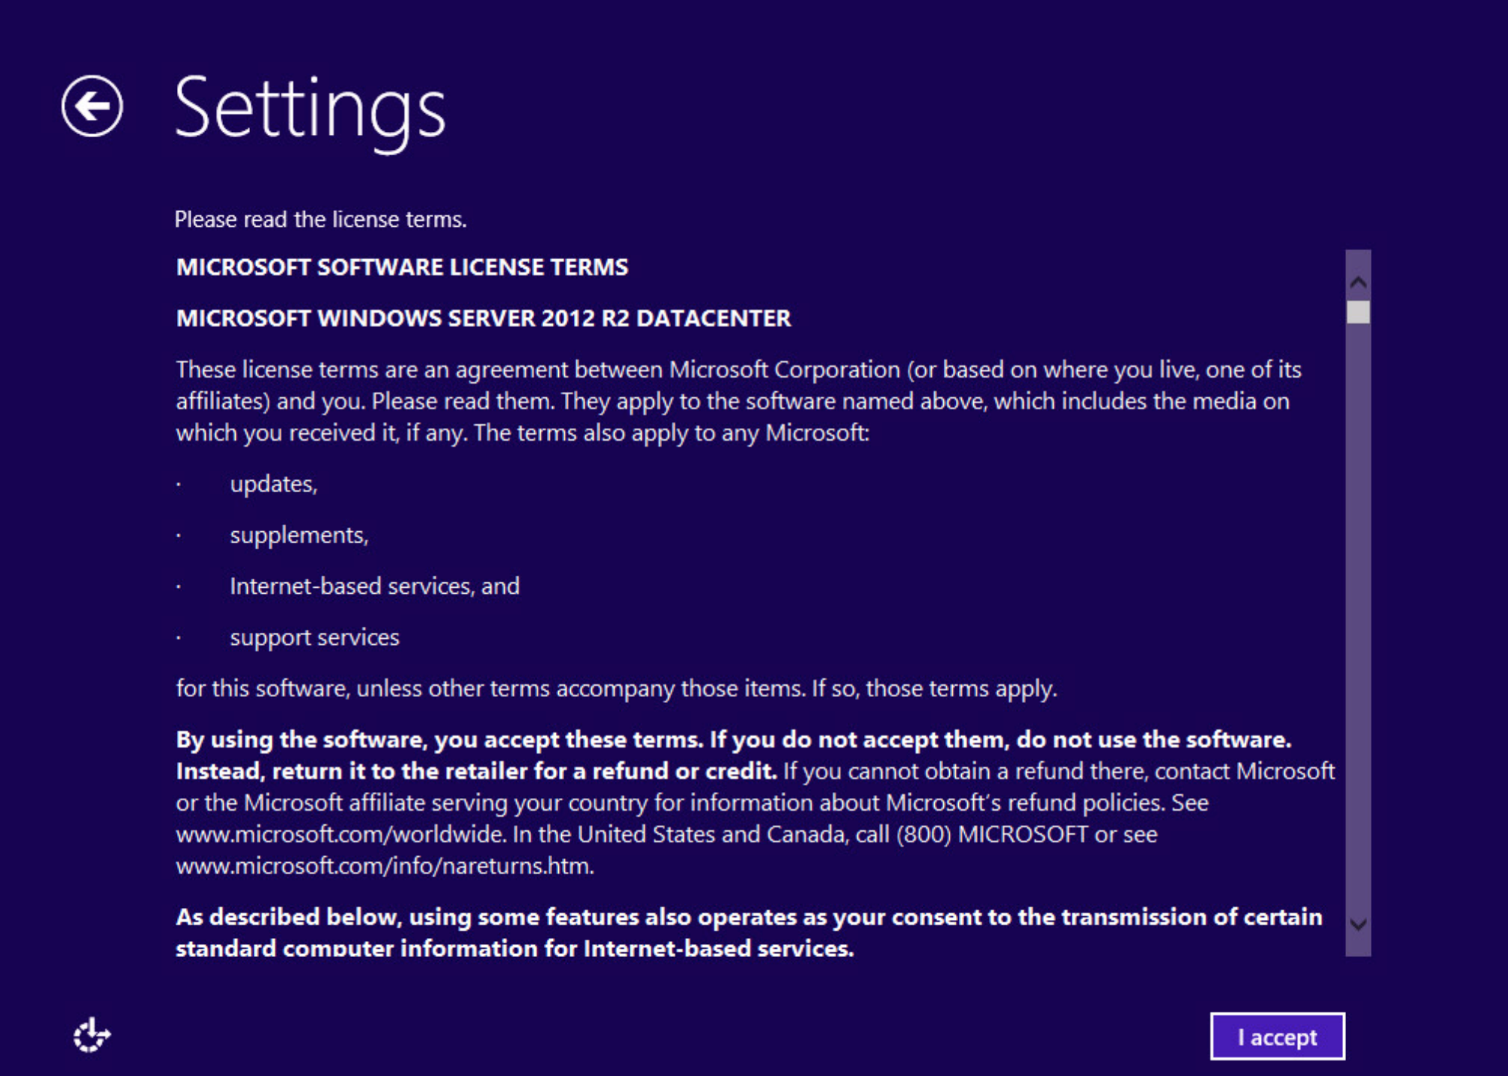 Settings
Please read the license terms.
MICROSOFT SOFTWARE LICENSE TERMS
MICROSOFT WINDOWS SERVER 2012 R2 DATACENTER
These license terms are an agreement between Microsoft Corporation (or based on where you live, one of its
affiliates) and you. Please read them. They apply to the software named above, which includes the media on
which you received it, if any. The terms also apply to any Microsoft:
· updates,
· supplements,
· Internet-based services, and
· support services
for this software, unless other terms accompany those items. If so, those terms apply.
By using the software, you accept these terms. If you do not accept them, do not use the software.
Instead, return it to the retailer for a refund or credit. If you cannot obtain a refund there, contact Microsoft
or the Microsoft affiliate serving your country for information about Microsoft's refund policies. See
www.microsoft.com/worldwide. In the United States and Canada, call (800) MICROSOFT or see
www.microsoft.com/info/nareturns.htm.
As described below, using some features also operates as your consent to the transmission of certain
standard computer information for Internet-based services.
I accept